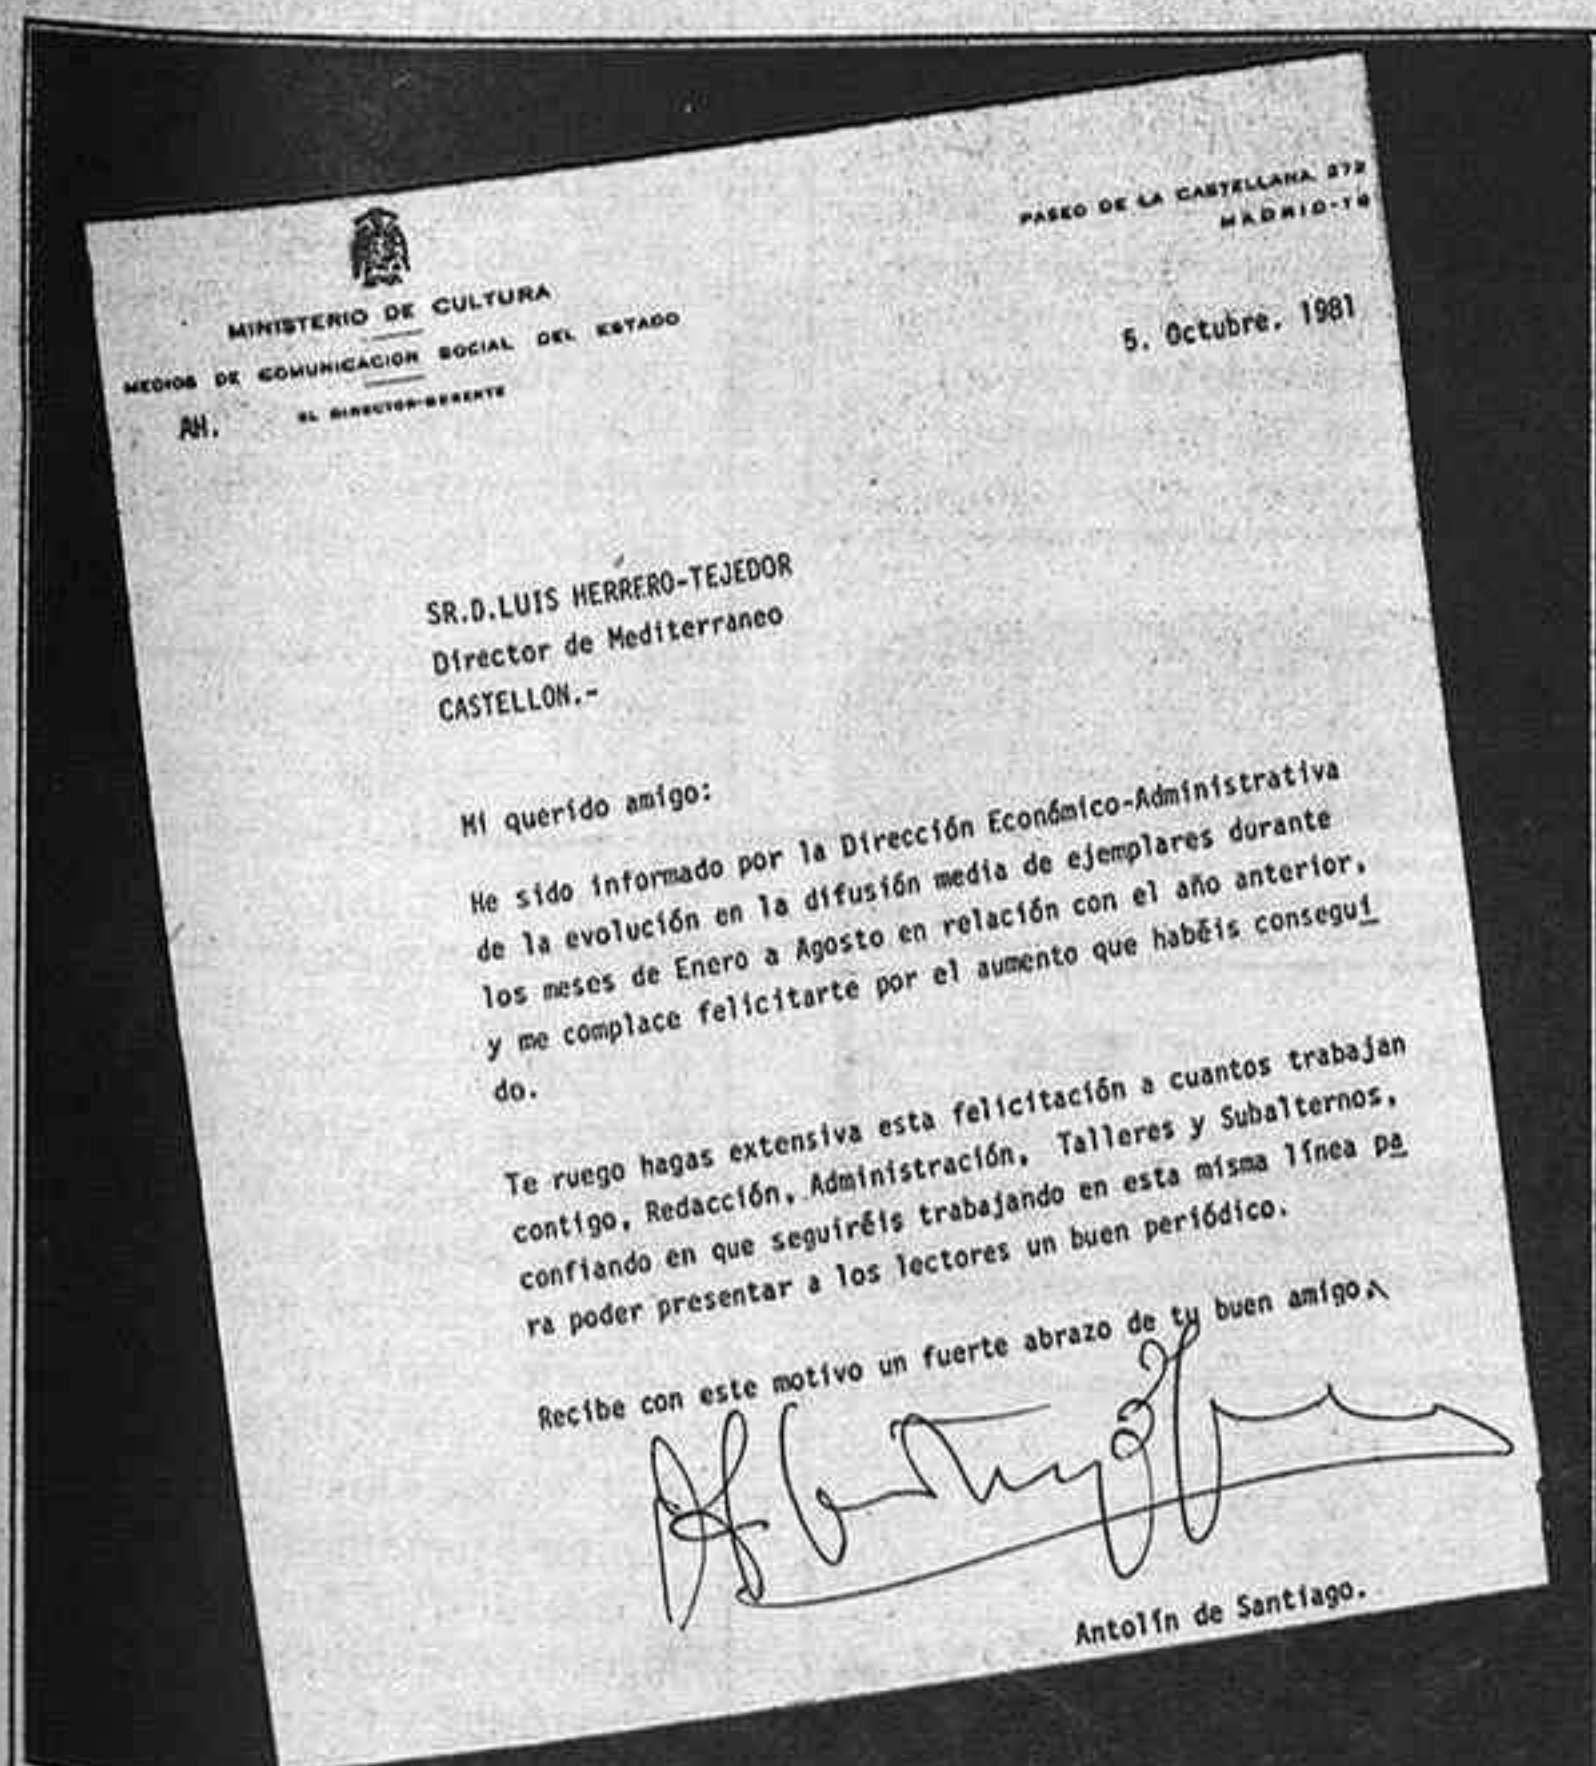 MINISTERIO DE CULTURA
MEDIOS DE COMUNICACION SOCIAL DEL ESTADO
AH. EL DIRECTOR-GERENTE
PASEO DE LA CASTELLANA, 272
MADRID-16
5. Octubre. 1981
SR.D.LUIS HERRERO-TEJEDOR
Director de Mediterraneo
CASTELLON.-
Mi querido amigo:
He sido informado por la Dirección Económico-Administrativa
de la evolución en la difusión media de ejemplares durante
los meses de Enero a Agosto en relación con el año anterior,
y me complace felicitarte por el aumento que habéis consegui
do.
Te ruego hagas extensiva esta felicitación a cuantos trabajan
contigo, Redacción, Administración, Talleres y Subalternos,
confiando en que seguiréis trabajando en esta misma línea pa
ra poder presentar a los lectores un buen periódico.
Recibe con este motivo un fuerte abrazo de tu buen amigo,
Antolín de Santiago.